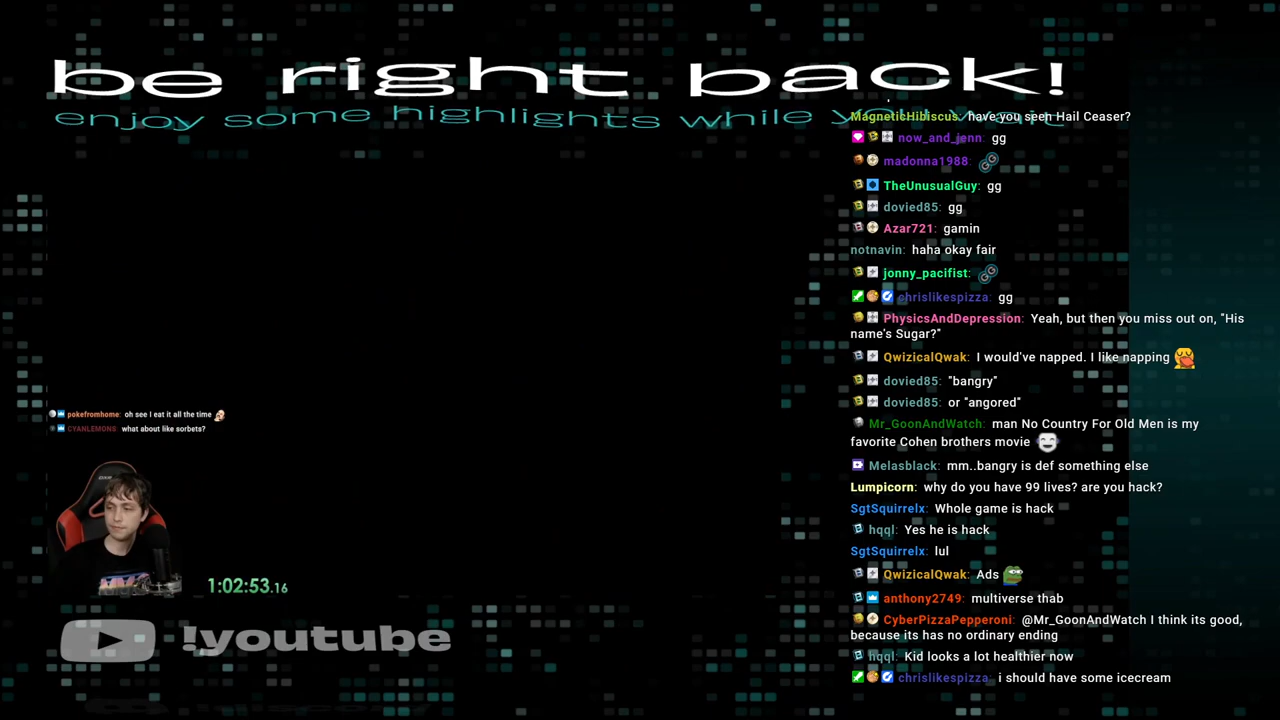 be right back!
enjoy some highlights while
MagneticHibiscus: have you seen Hail Ceaser?
now_and_jenn: gg
madonna1988:
TheUnusualGuy: gg
dovied85: gg
Azar721: gamin
notnavin: haha okay fair
jonny_pacifist:
chrislikespizza: gg
PhysicsAndDepression: Yeah, but then you miss out on, "His
name's Sugar?"
QwizicalQwak: I would've napped. I like napping
dovied85: "bangry"
dovied85: or "angored"
Mr_GoonAndWatch: man No Country For Old Men is my
favorite Cohen brothers movie
Melasblack: mm..bangry is def something else
Lumpicorn: why do you have 99 lives? are you hack?
SgtSquirrelx: Whole game is hack
hqql: Yes he is hack
SgtSquirrelx: lul
QwizicalQwak: Ads
anthony2749: multiverse thab
CyberPizzaPepperoni: @Mr_GoonAndWatch I think its good,
because its has no ordinary ending
hqql: Kid looks a lot healthier now
chrislikespizza: i should have some icecream
pokefromhome: oh see I eat it all the time
CYANLEMONS: what about like sorbets?
1:02:53.16
!youtube